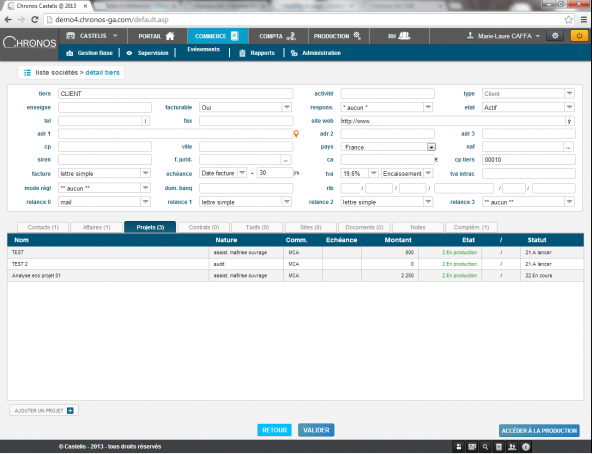 Chronos Castelis @ 2013
demo4.chronos-ga.com/default.asp
CHRONOS
CASTELIS PORTAIL COMMERCE COMPTA PRODUCTION RH Marie-Laure CAFFA
Gestion Base Supervision Evénements Rapports Administration
liste sociétés > détail tiers
tiers CLIENT activité type Client
enseigne facturable Oui respons. * aucun * etat Actif
tel fax site web http://www.
adr 1 adr 2 adr 3
cp ville pays France saf ...
siren f.jurid. ... ca € cp tiers 00010
facture lettre simple echéance Date facture + 30 jrs tva 19.6% Encaissement tva intrac
mode régl ** aucun ** dom. banq rib / / / / /
relance 0 mail relance 1 lettre simple relance 2 lettre simple relance 3 ** aucun **
Contacts (1) Affaires (1) Projets (3) Contrats (0) Tarifs (0) Sites (0) Documents (0) Notes Complém. (1)
Nom Nature Comm. Echéance Montant Etat / Statut
TEST assist. maîtrise ouvrage MCA 800 2.En production / 21.A lancer
TEST 2 audit MCA 0 2.En production / 21.A lancer
Analyse eco projet 01 assist. maîtrise ouvrage MCA 2 250 2.En production / 22.En cours
AJOUTER UN PROJET
RETOUR VALIDER ACCÉDER À LA PRODUCTION
© Castelis - 2013 - tous droits réservés